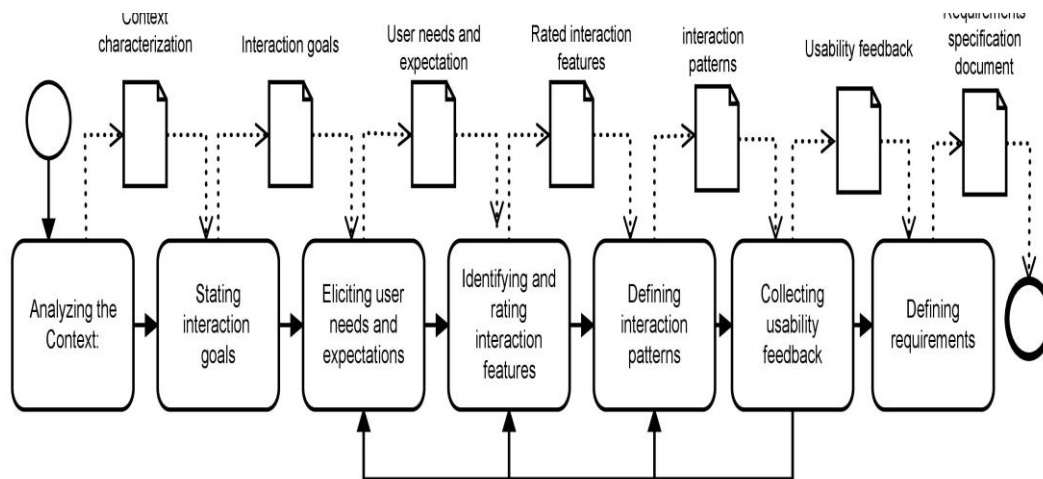 Context
characterization
Interaction goals
User needs and
expectation
Rated interaction
features
interaction
patterns
Usability feedback
Requirements
specification
document
Analyzing the
Context:
Stating
interaction
goals
Eliciting user
needs and
expectations
Identifying and
rating
interaction
features
Defining
interaction
patterns
Collecting
usability
feedback
Defining
requirements